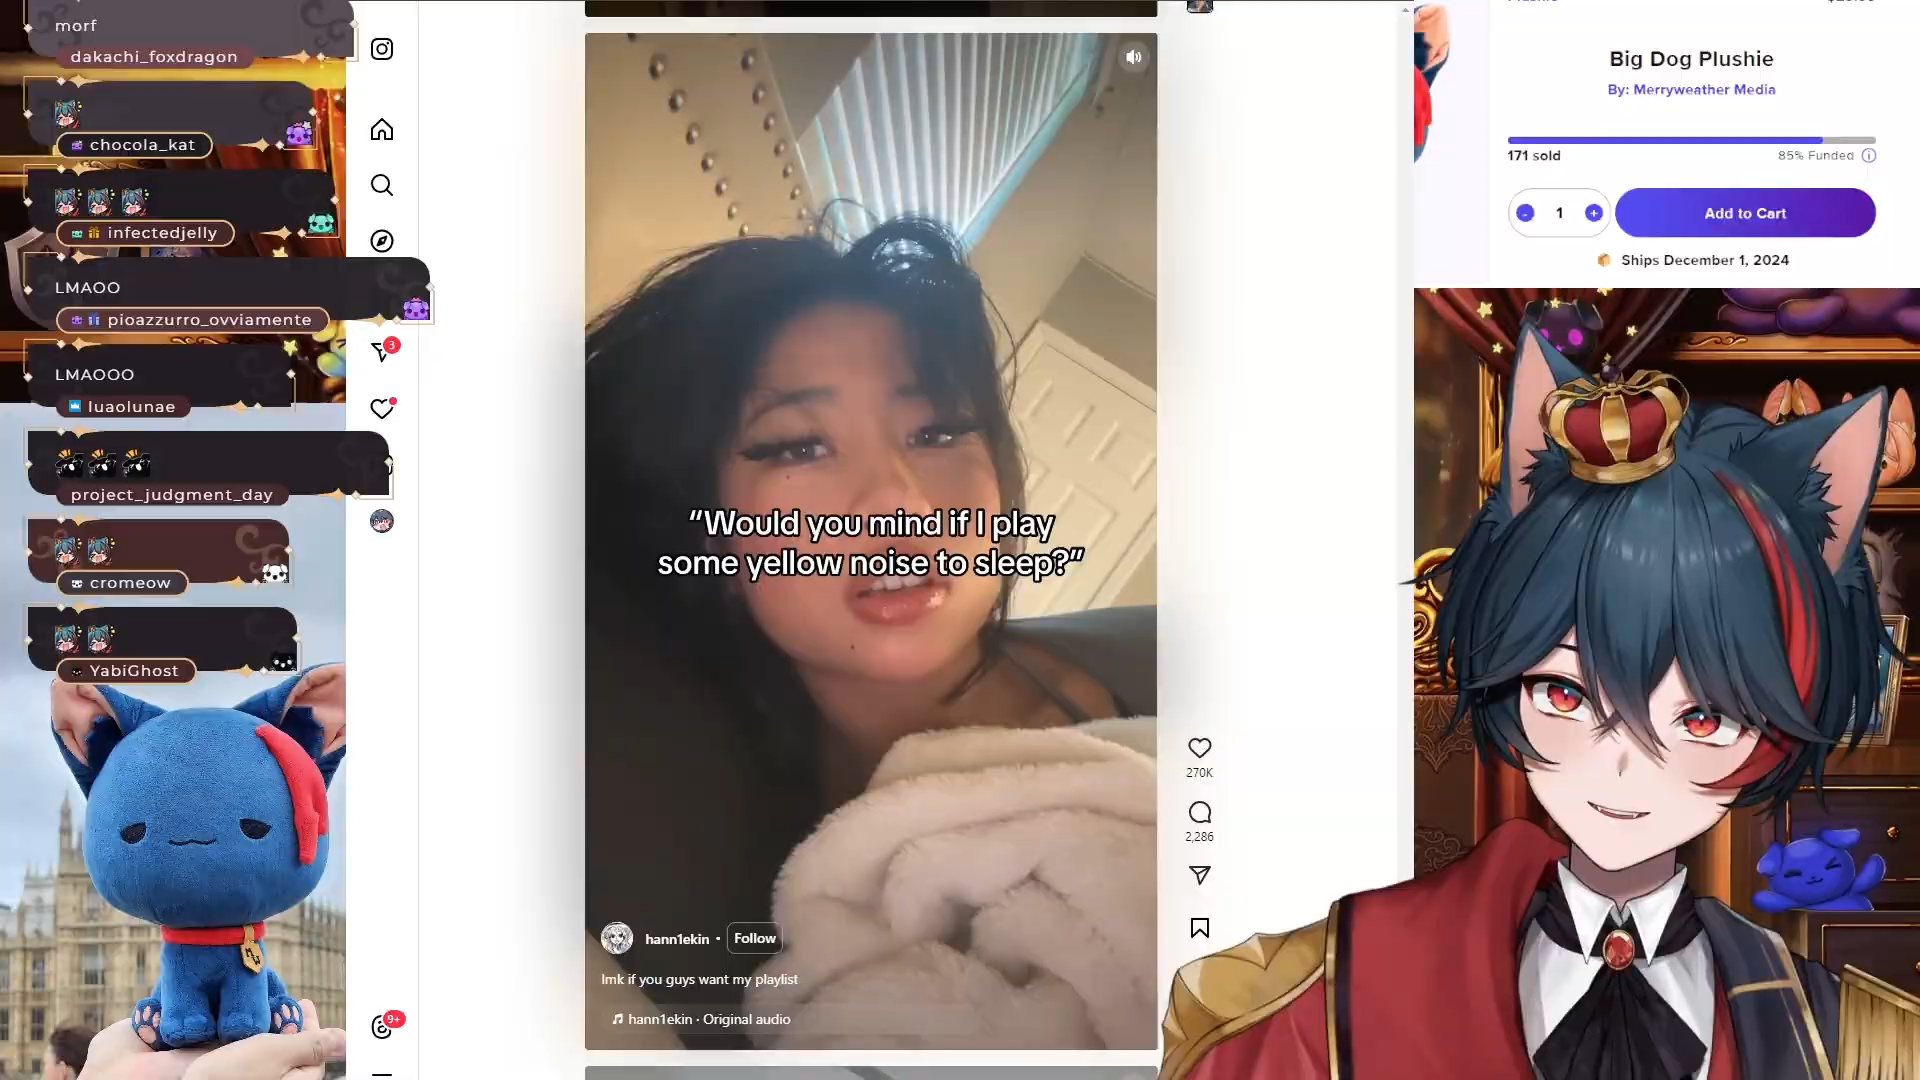 morf
dakachi_foxdragon
chocola_kat
infectedjelly
LMAOO
pioazzurro_ovviamente
LMAOOO
luaolunae
project_judgment_day
cromeow
YabiGhost
3
9+
“Would you mind if I play
some yellow noise to sleep?”
hann1ekin · Follow
lmk if you guys want my playlist
hann1ekin · Original audio
270K
2,286
Big Dog Plushie
By: Merryweather Media
171 sold
85% Funded
- 1 +
Add to Cart
Ships December 1, 2024